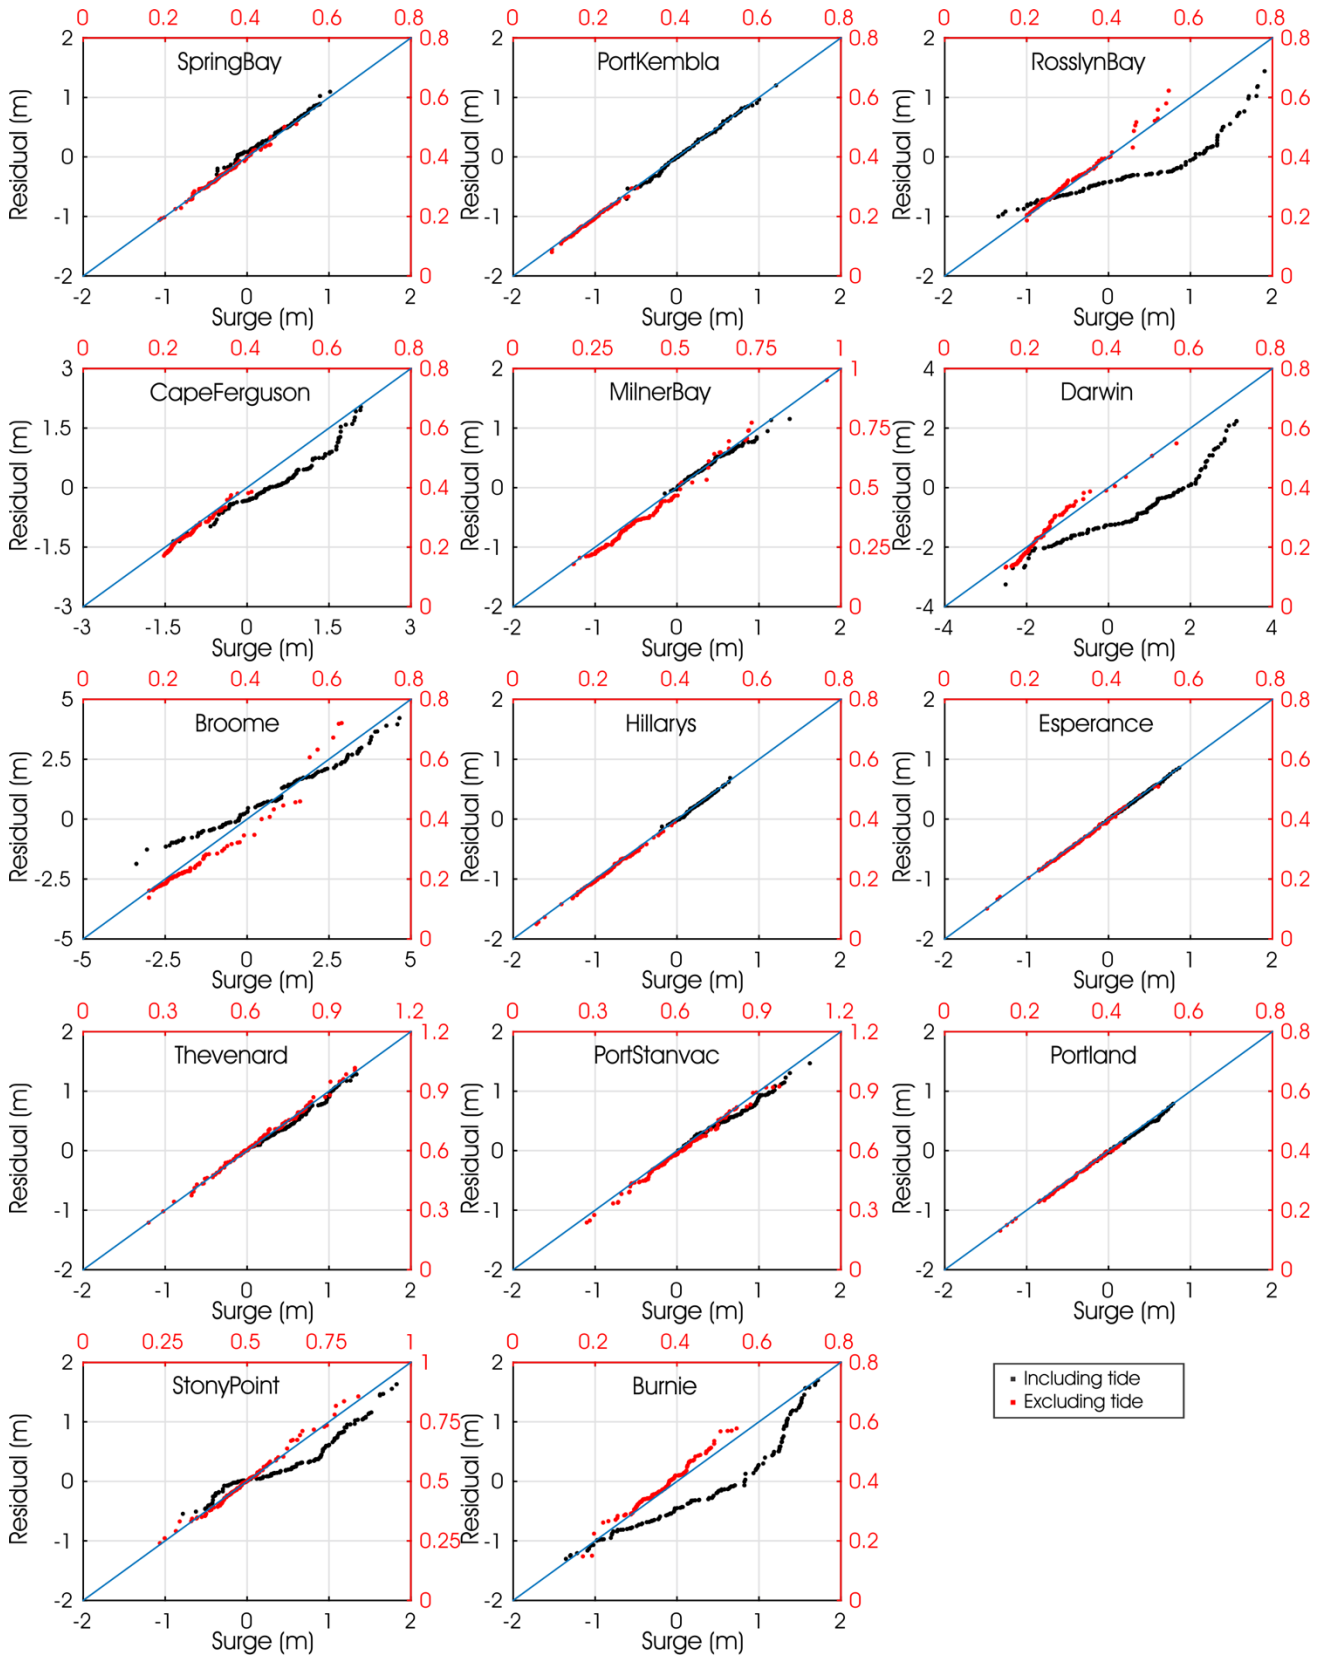 0 0.2 0.4 0.6 0.8 0 0.2 0.4 0.6 0.8 0 0.2 0.4 0.6 0.8
SpringBay PortKembla RosslynBay
Residual (m) 2 1 0 -1 -2 0.8 0.6 0.4 0.2 0
Residual (m) 2 1 0 -1 -2 0.8 0.6 0.4 0.2 0
Residual (m) 2 1 0 -1 -2 0.8 0.6 0.4 0.2 0
-2 -1 0 1 2 -2 -1 0 1 2 -2 -1 0 1 2
Surge (m) Surge (m) Surge (m)
0 0.2 0.4 0.6 0.8 0 0.25 0.5 0.73 1 0 0.2 0.4 0.6 0.8
CapeFerguson MilnerBay Darwin
Residual (m) 3 1.5 0 -1.5 -3 0.8 0.6 0.4 0.2 0
Residual (m) 2 1 0 -1 -2 1 0.75 0.5 0.25 0
Residual (m) 4 2 0 -2 -4 0.8 0.6 0.4 0.2 0
-3 -1.5 0 1.5 3 -2 -1 0 1 2 -4 -2 0 2 4
Surge (m) Surge (m) Surge (m)
0 0.2 0.4 0.6 0.8 0 0.2 0.4 0.6 0.8 0 0.2 0.4 0.6 0.8
Broome Hillarys Esperance
Residual (m) 5 2.5 0 -2.5 -5 0.8 0.6 0.4 0.2 0
Residual (m) 2 1 0 -1 -2 0.8 0.6 0.4 0.2 0
Residual (m) 2 1 0 -1 -2 0.8 0.6 0.4 0.2 0
-5 -2.5 0 2.5 5 -2 -1 0 1 2 -2 -1 0 1 2
Surge (m) Surge (m) Surge (m)
0 0.3 0.6 0.9 1.2 0 0.3 0.6 0.9 1.2 0 0.2 0.4 0.6 0.8
Thevenard PortStanvac Portland
Residual (m) 2 1 0 -1 -2 1.2 0.9 0.6 0.3 0
Residual (m) 2 1 0 -1 -2 1.2 0.9 0.6 0.3 0
Residual (m) 2 1 0 -1 -2 0.8 0.6 0.4 0.2 0
-2 -1 0 1 2 -2 -1 0 1 2 -2 -1 0 1 2
Surge (m) Surge (m) Surge (m)
0 0.25 0.5 0.75 1 0 0.2 0.4 0.6 0.8
StonyPoint Burnie
Residual (m) 2 1 0 -1 -2 1 0.75 0.5 0.25 0
Residual (m) 2 1 0 -1 -2 0.8 0.6 0.4 0.2 0
-2 -1 0 1 2 -2 -1 0 1 2
Surge (m) Surge (m)
Including tide
Excluding tide